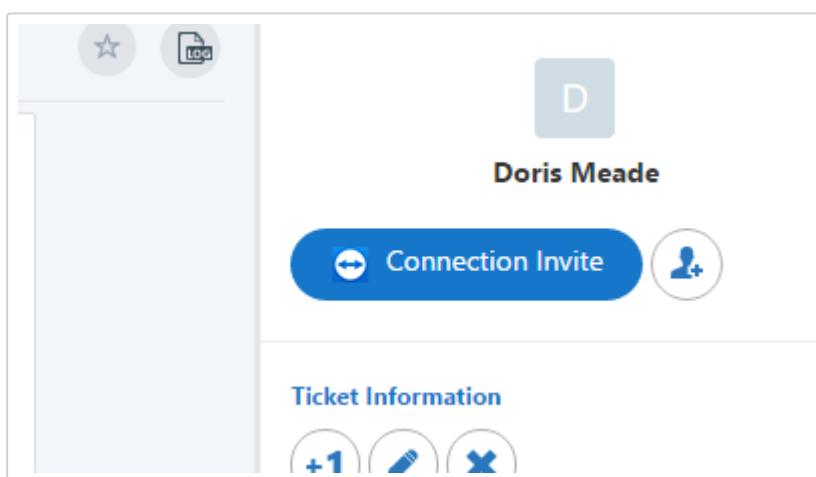 LOG
D
Doris Meade
Connection Invite
Ticket Information
+1